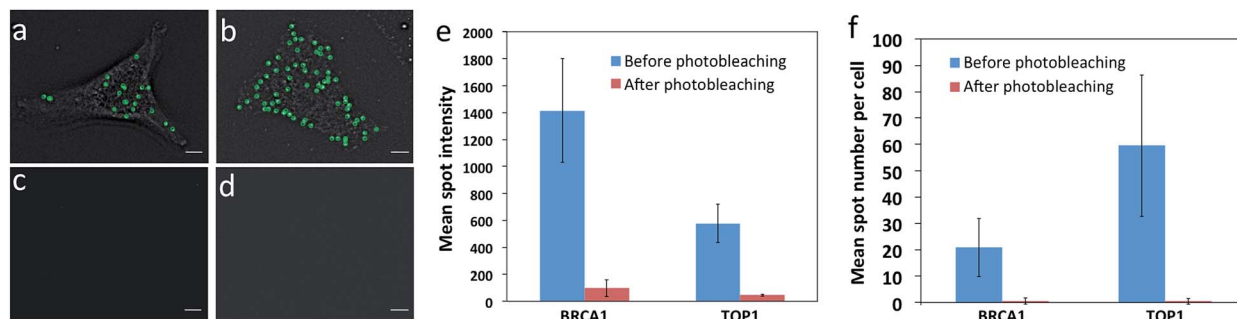 a
b
c
d
e
Mean spot intensity
2000
1800
1600
1400
1200
1000
800
600
400
200
0
Before photobleaching
After photobleaching
BRCA1
TOP1
f
Mean spot number per cell
100
90
80
70
60
50
40
30
20
10
0
Before photobleaching
After photobleaching
BRCA1
TOP1